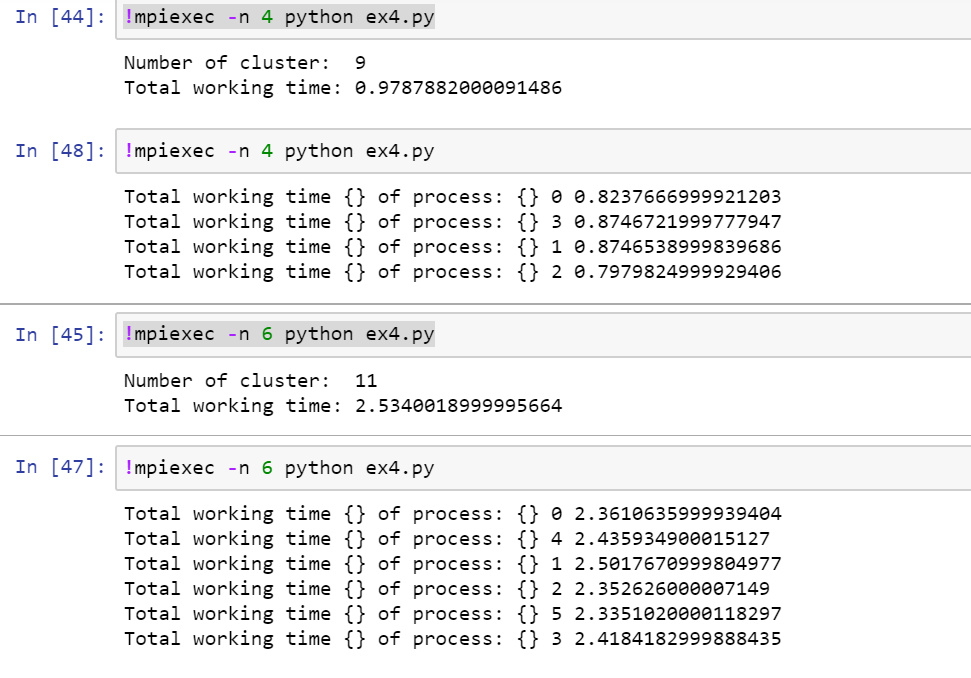 In [44]: !mpiexec -n 4 python ex4.py
Number of cluster:  9
Total working time: 0.9787882000091486
In [48]: !mpiexec -n 4 python ex4.py
Total working time {} of process: {} 0 0.8237666999921203
Total working time {} of process: {} 3 0.8746721999777947
Total working time {} of process: {} 1 0.8746538999839686
Total working time {} of process: {} 2 0.7979824999929406
In [45]: !mpiexec -n 6 python ex4.py
Number of cluster:  11
Total working time: 2.5340018999995664
In [47]: !mpiexec -n 6 python ex4.py
Total working time {} of process: {} 0 2.3610635999939404
Total working time {} of process: {} 4 2.435934900015127
Total working time {} of process: {} 1 2.5017670999804977
Total working time {} of process: {} 2 2.352626000007149
Total working time {} of process: {} 5 2.3351020000118297
Total working time {} of process: {} 3 2.4184182999888435